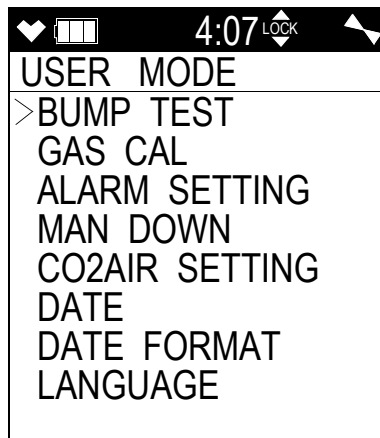 4:07 LOCK
USER MODE
>BUMP TEST
GAS CAL
ALARM SETTING
MAN DOWN
CO2AIR SETTING
DATE
DATE FORMAT
LANGUAGE